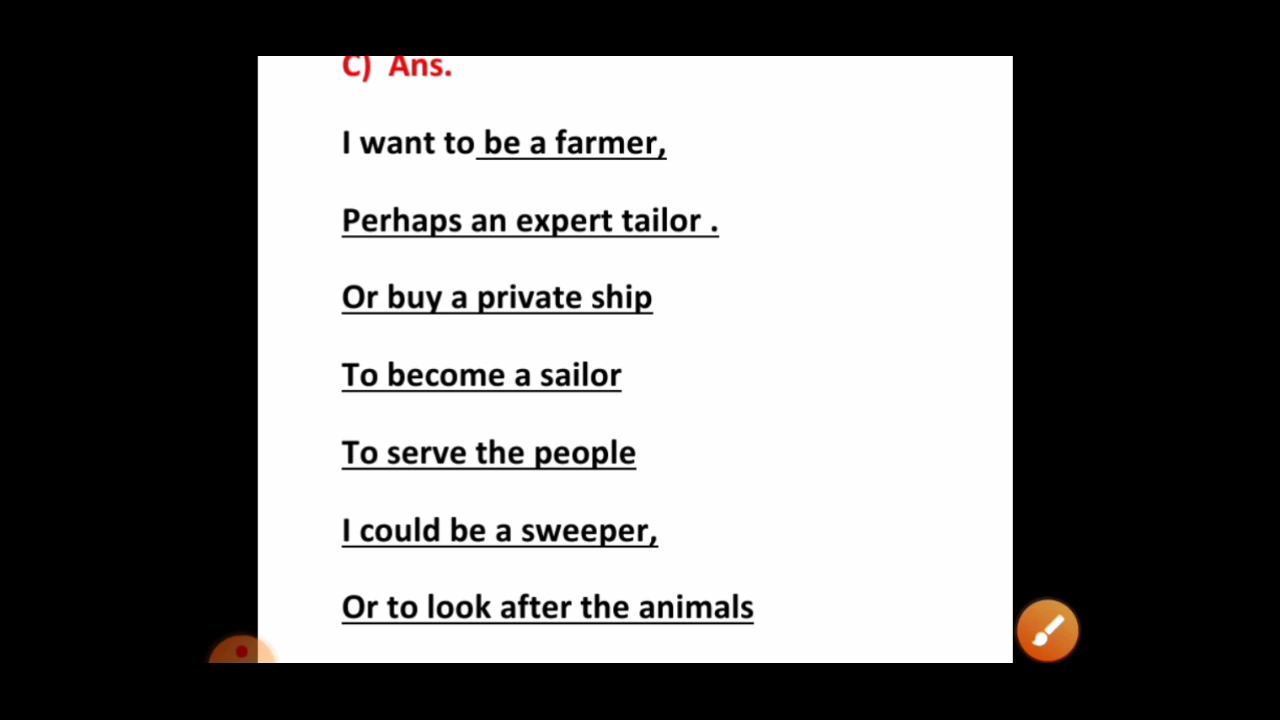 C) Ans.
I want to be a farmer,
Perhaps an expert tailor .
Or buy a private ship
To become a sailor
To serve the people
I could be a sweeper,
Or to look after the animals